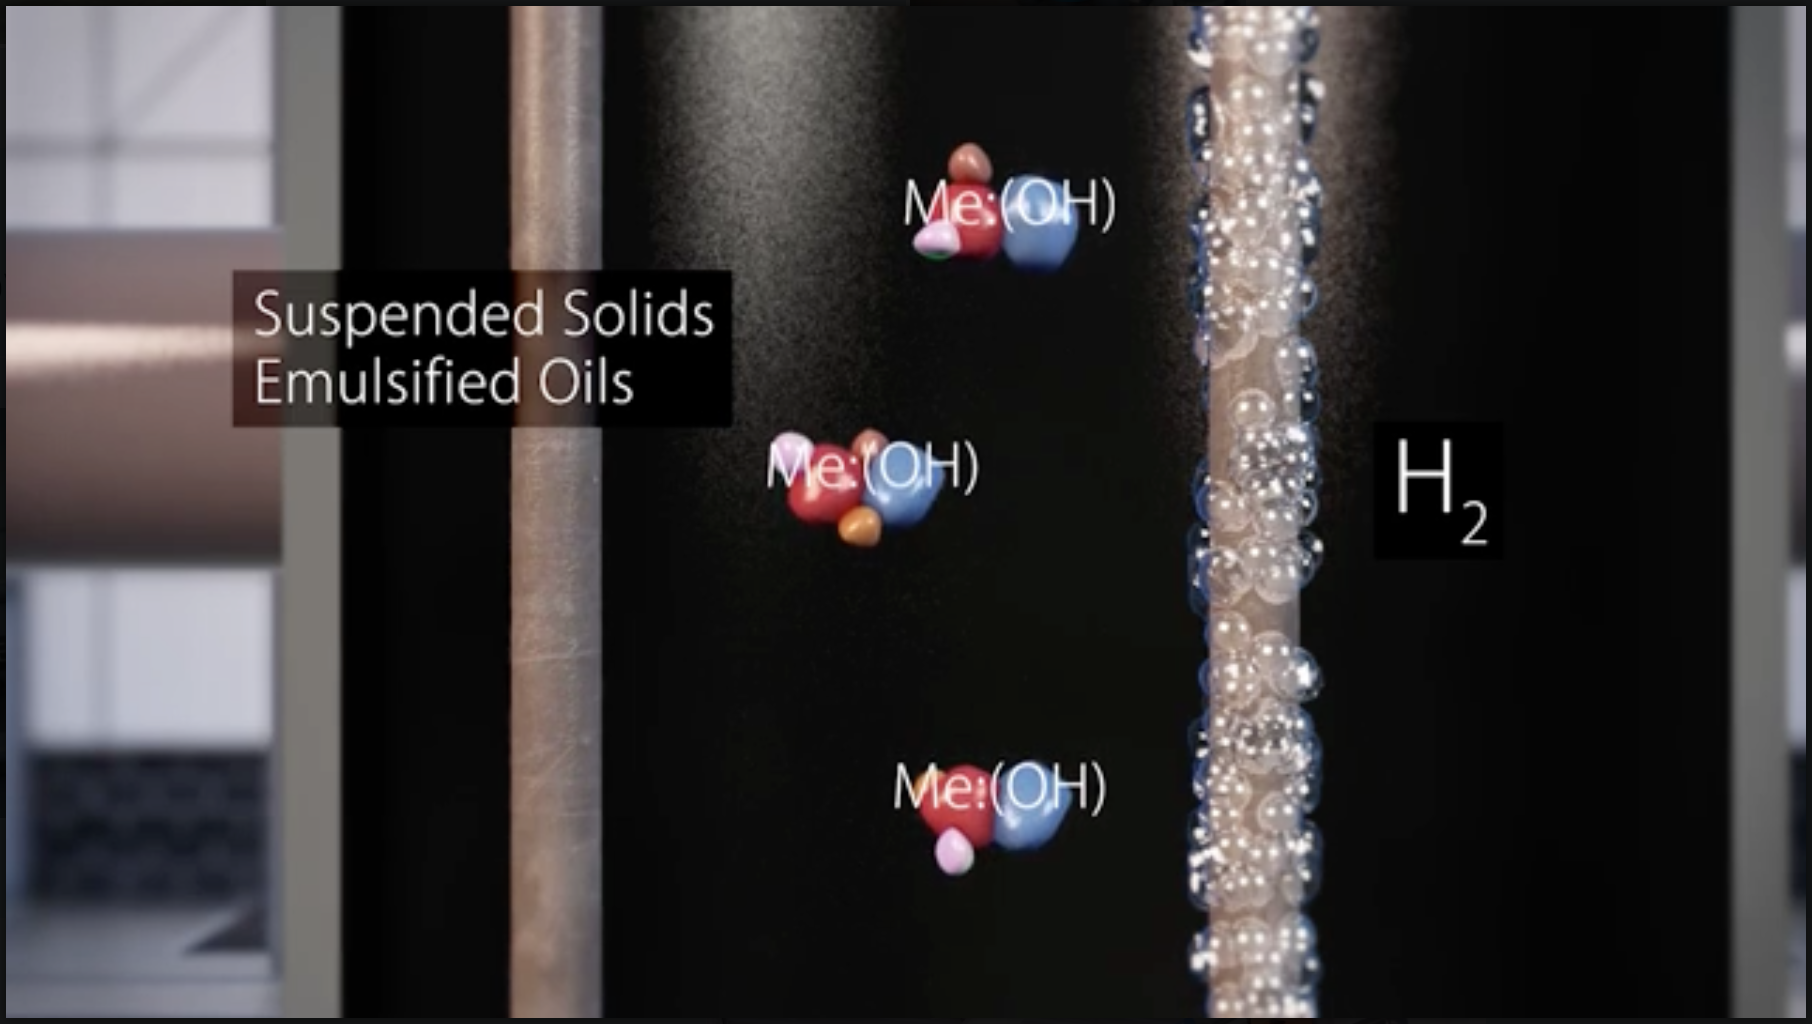 Me:(OH)
Suspended Solids
Emulsified Oils
Me:(OH)
H2
Me:(OH)